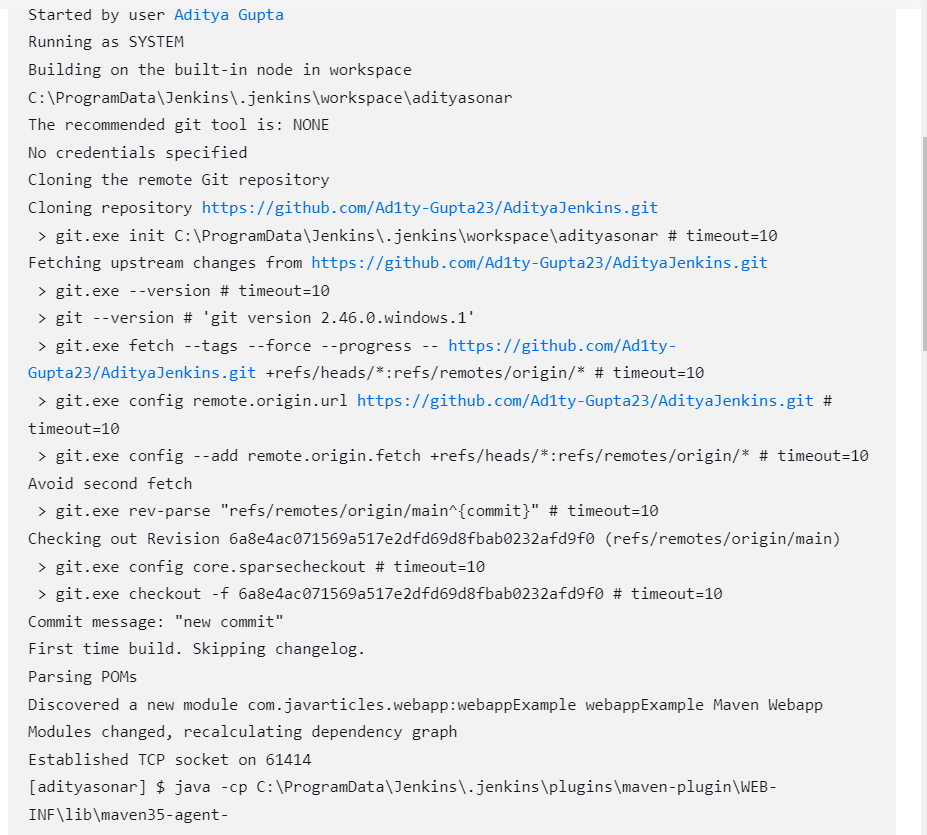 Started by user Aditya Gupta
Running as SYSTEM
Building on the built-in node in workspace
C:\ProgramData\Jenkins\.jenkins\workspace\adityasonar
The recommended git tool is: NONE
No credentials specified
Cloning the remote Git repository
Cloning repository https://github.com/Ad1ty-Gupta23/AdityaJenkins.git
 > git.exe init C:\ProgramData\Jenkins\.jenkins\workspace\adityasonar # timeout=10
Fetching upstream changes from https://github.com/Ad1ty-Gupta23/AdityaJenkins.git
 > git.exe --version # timeout=10
 > git --version # 'git version 2.46.0.windows.1'
 > git.exe fetch --tags --force --progress -- https://github.com/Ad1ty-
Gupta23/AdityaJenkins.git +refs/heads/*:refs/remotes/origin/* # timeout=10
 > git.exe config remote.origin.url https://github.com/Ad1ty-Gupta23/AdityaJenkins.git #
timeout=10
 > git.exe config --add remote.origin.fetch +refs/heads/*:refs/remotes/origin/* # timeout=10
Avoid second fetch
 > git.exe rev-parse "refs/remotes/origin/main^{commit}" # timeout=10
Checking out Revision 6a8e4ac071569a517e2dfd69d8fbab0232afd9f0 (refs/remotes/origin/main)
 > git.exe config core.sparsecheckout # timeout=10
 > git.exe checkout -f 6a8e4ac071569a517e2dfd69d8fbab0232afd9f0 # timeout=10
Commit message: "new commit"
First time build. Skipping changelog.
Parsing POMs
Discovered a new module com.javarticles.webapp:webappExample webappExample Maven Webapp
Modules changed, recalculating dependency graph
Established TCP socket on 61414
[adityasonar] $ java -cp C:\ProgramData\Jenkins\.jenkins\plugins\maven-plugin\WEB-
INF\lib\maven35-agent-